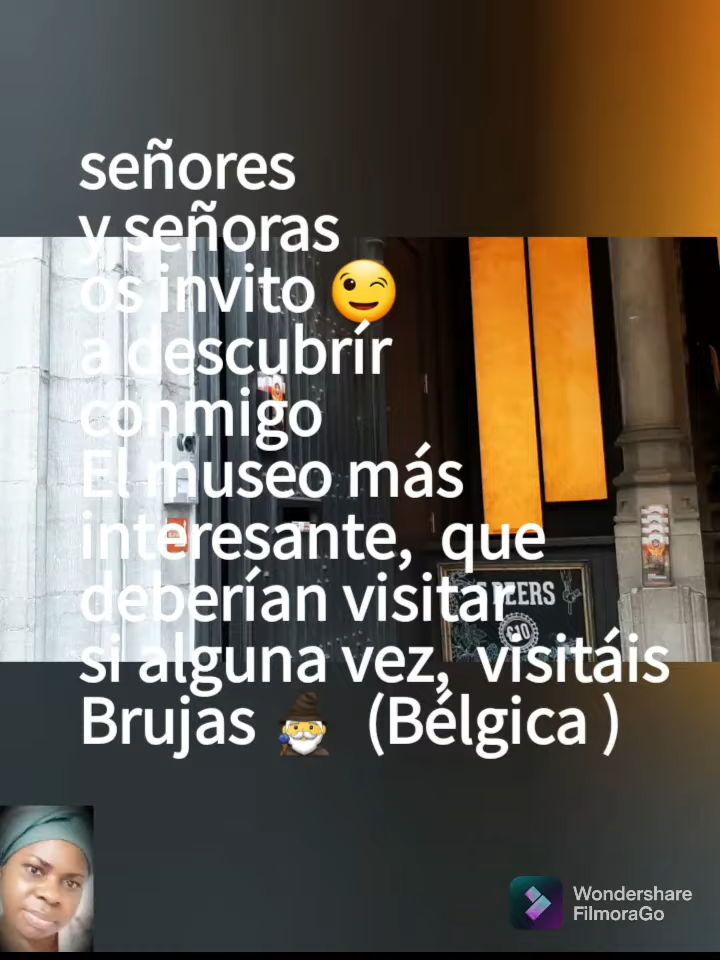 señores
y señoras
os invito 😉
a descubrír
conmigo
El museo más
interesante, que
deberían visitar
si alguna vez, visitáis
Brujas 🧙‍♂️ (Bélgica )
BEERS
€10
Wondershare
FilmoraGo